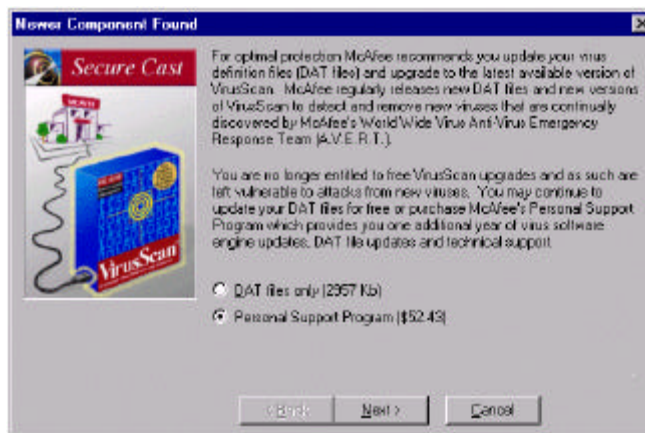 Newer Component Found
Secure Cast
For optimal protection McAfee recommends you update your virus
definition files (DAT files) and upgrade to the latest available version of
VirusScan. McAfee regularly releases new DAT files and new versions
of VirusScan to detect and remove new viruses that are continually
discovered by McAfee's World Wide Virus Anti-Virus Emergency
Response Team (A.V.E.R.T.).
You are no longer entitled to free VirusScan upgrades and as such are
left vulnerable to attacks from new viruses. You may continue to
update your DAT files for free or purchase McAfee's Personal Support
Program which provides you one additional year of virus software
engine updates, DAT file updates and technical support
VirusScan
DAT files only (2957 Kb)
Personal Support Program ($52.43)
< Back
Next >
Cancel